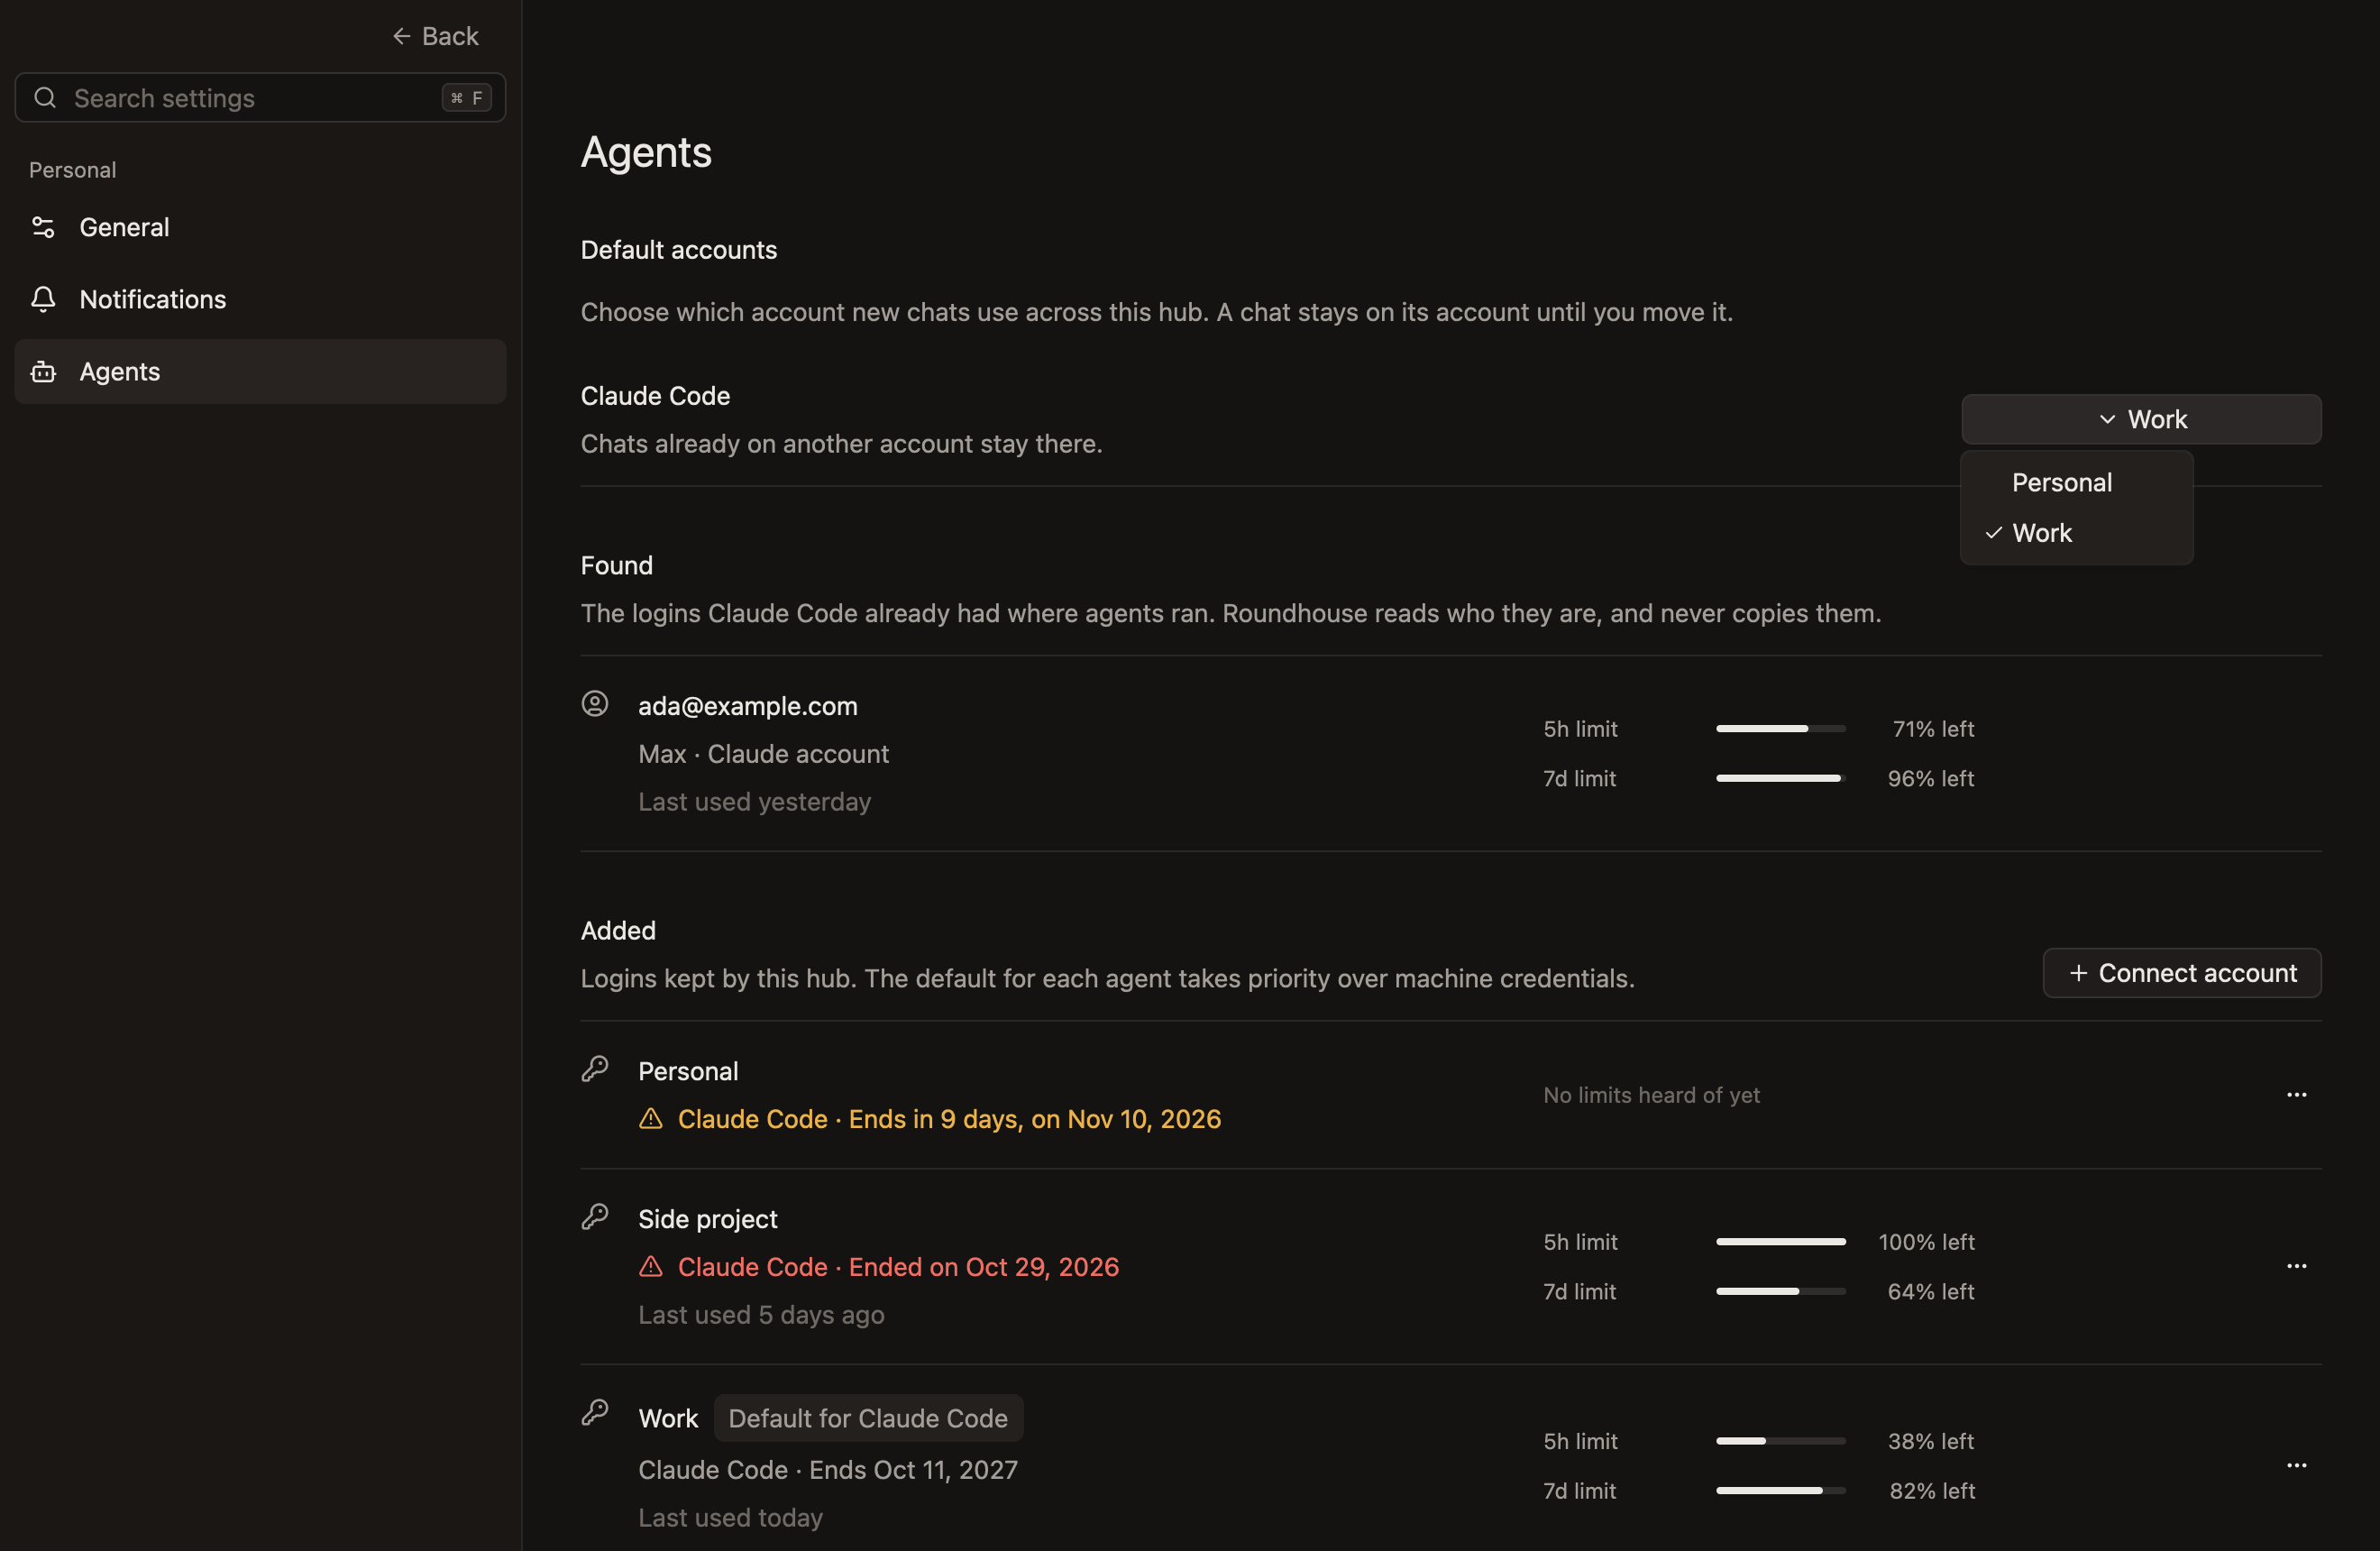 ← Back
Search settings ⌘ F
Personal
General
Notifications
Agents
Agents
Default accounts
Choose which account new chats use across this hub. A chat stays on its account until you move it.
Claude Code
Chats already on another account stay there.
Work
Personal
✓ Work
Found
The logins Claude Code already had where agents ran. Roundhouse reads who they are, and never copies them.
ada@example.com
Max · Claude account
Last used yesterday
5h limit 71% left
7d limit 96% left
Added
Logins kept by this hub. The default for each agent takes priority over machine credentials.
+ Connect account
Personal
Claude Code · Ends in 9 days, on Nov 10, 2026
No limits heard of yet
Side project
Claude Code · Ended on Oct 29, 2026
Last used 5 days ago
5h limit 100% left
7d limit 64% left
Work Default for Claude Code
Claude Code · Ends Oct 11, 2027
Last used today
5h limit 38% left
7d limit 82% left